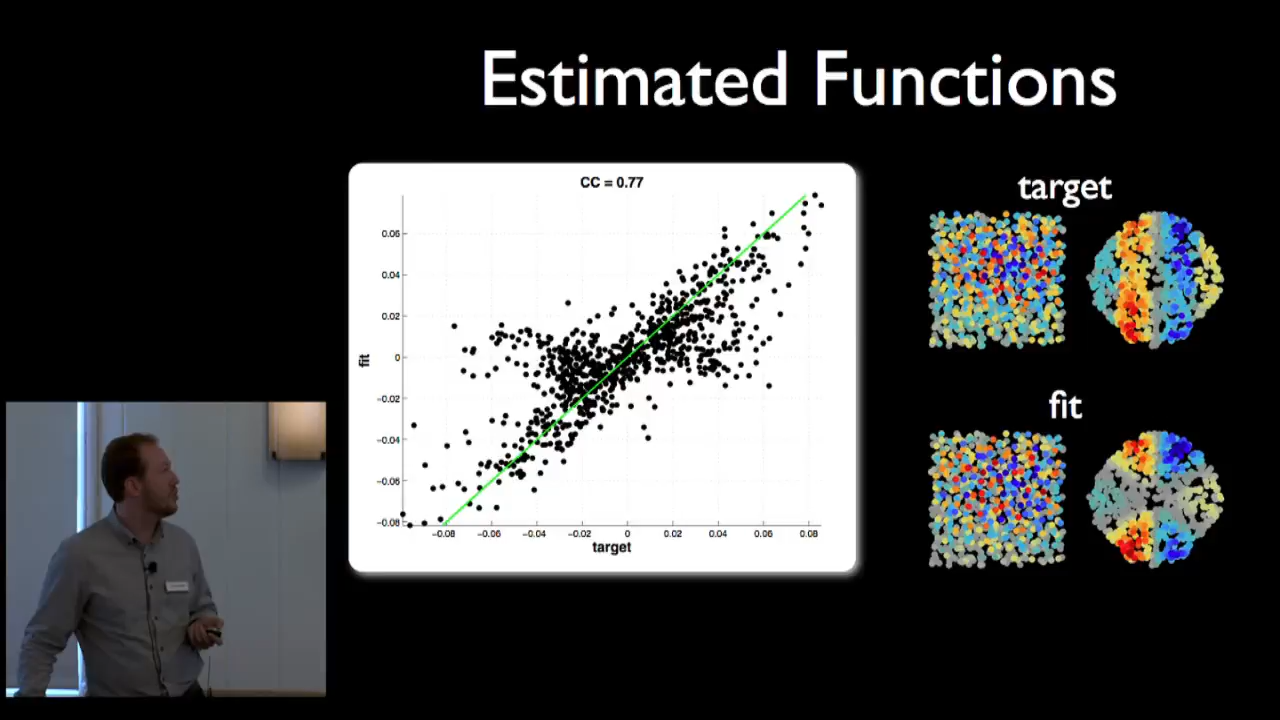 Estimated Functions
CC = 0.77
0.06
0.04
0.02
0
−0.02
−0.04
−0.06
−0.08
fit
−0.08 −0.06 −0.04 −0.02 0 0.02 0.04 0.06 0.08
target
target
fit